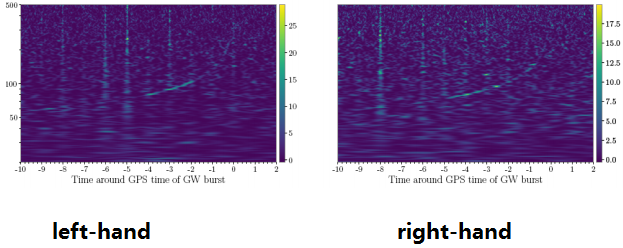 500
100
50
-10 -9 -8 -7 -6 -5 -4 -3 -2 -1 0 1 2
Time around GPS time of GW burst
25
20
15
10
5
0
-10 -9 -8 -7 -6 -5 -4 -3 -2 -1 0 1 2
Time around GPS time of GW burst
17.5
15.0
12.5
10.0
7.5
5.0
2.5
0.0
left-hand
right-hand